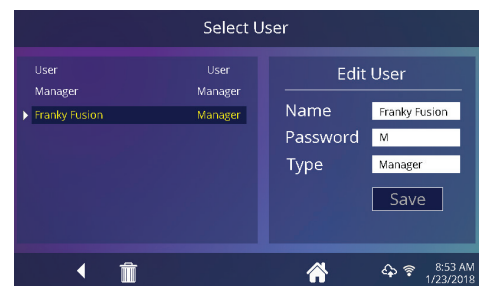 Select User
User User
Manager Manager
Franky Fusion Manager
Edit User
Name Franky Fusion
Password M
Type Manager
Save
8:53 AM
1/23/2018